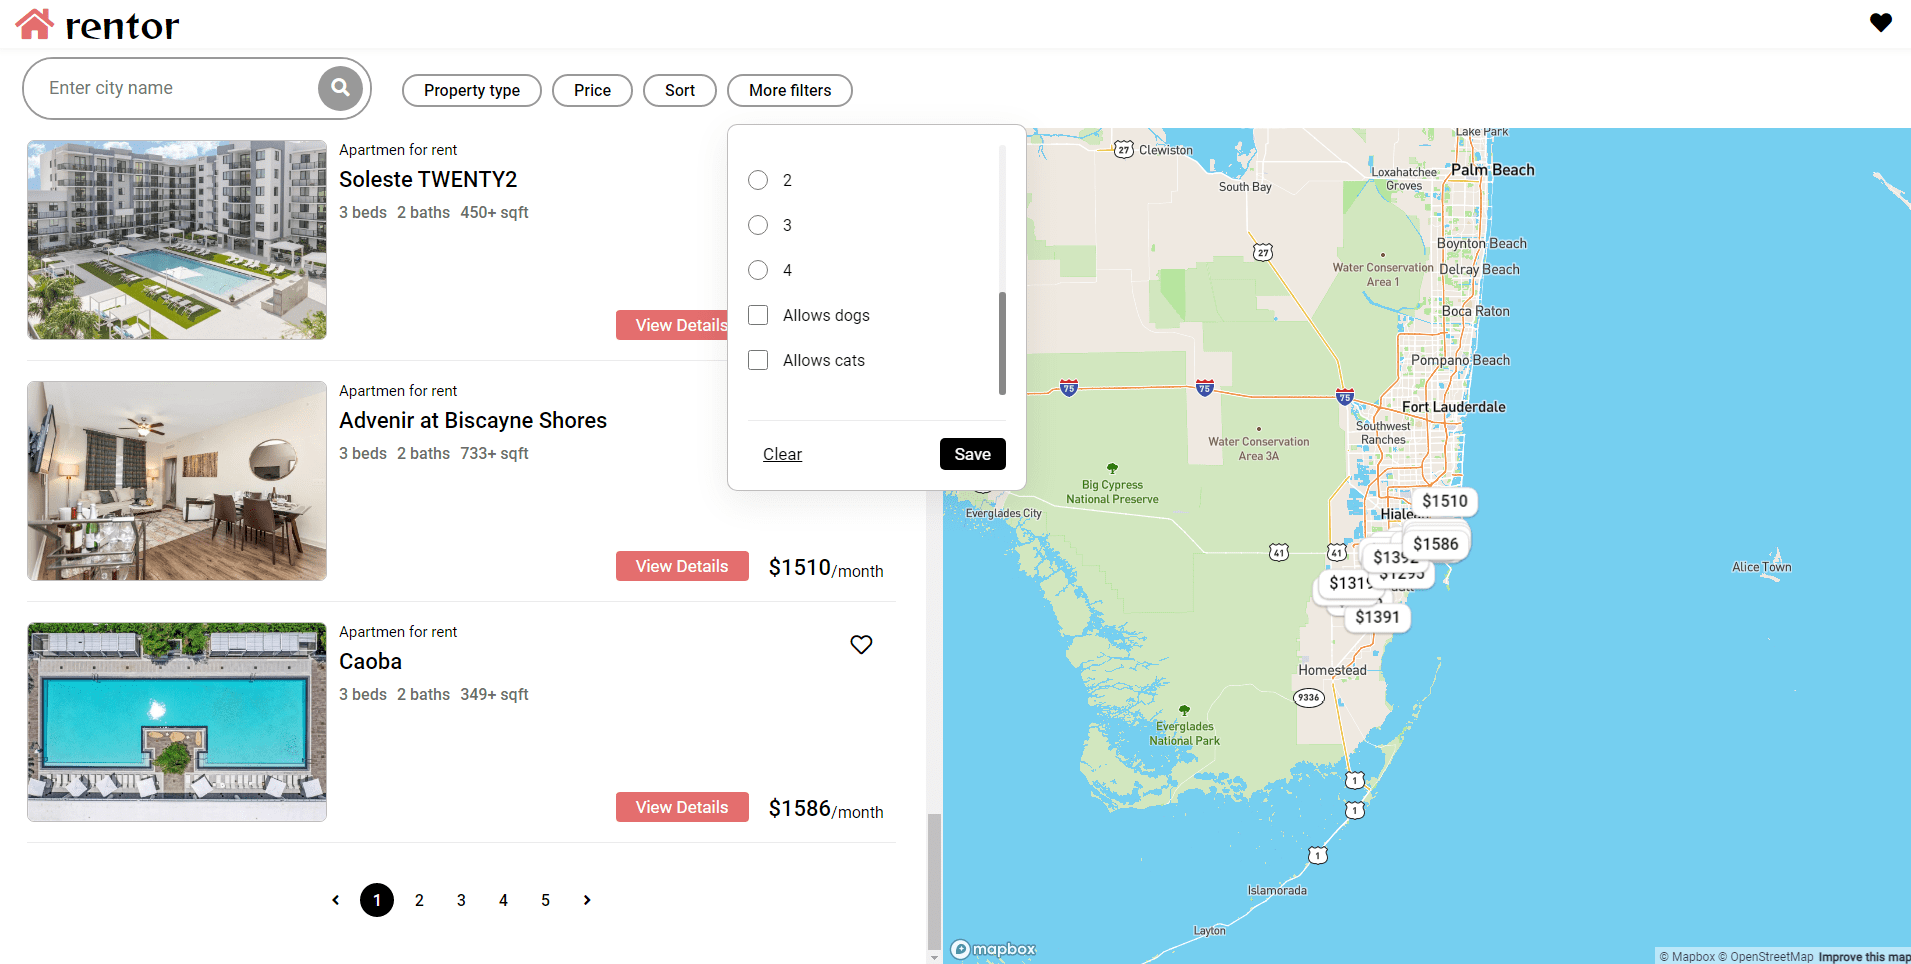 rentor
Enter city name
Property type
Price
Sort
More filters
Apartmen for rent
Soleste TWENTY2
3 beds 2 baths 450+ sqft
View Details
Apartmen for rent
Advenir at Biscayne Shores
3 beds 2 baths 733+ sqft
View Details
$1510/month
Apartmen for rent
Caoba
3 beds 2 baths 349+ sqft
View Details
$1586/month
1 2 3 4 5
2
3
4
Allows dogs
Allows cats
Clear
Save
Lake Park
27
Clewiston
Loxahatchee
Groves
Palm Beach
South Bay
Boynton Beach
27
Water Conservation
Area 1
Delray Beach
Boca Raton
Pompano Beach
75
75
75
Fort Lauderdale
Southwest
Ranches
Water Conservation
Area 3A
Big Cypress
National Preserve
Everglades City
$1510
$1586
41
41
Alice Town
$1391
Homestead
9336
Everglades
National Park
1
1
1
Islamorada
Layton
mapbox
© Mapbox © OpenStreetMap Improve this map